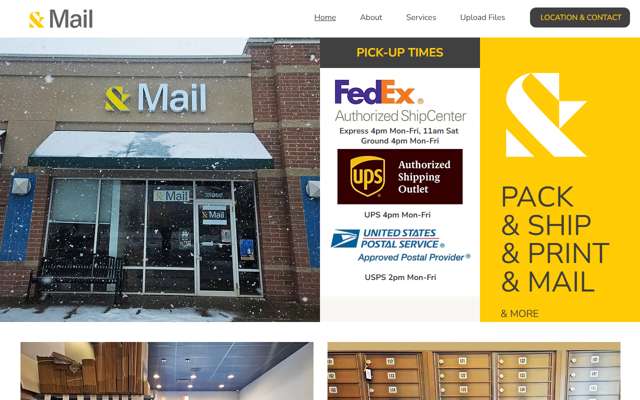 & Mail
Home
About
Services
Upload Files
LOCATION & CONTACT
& Mail
& Mail
& Mail
PICK-UP TIMES
FedEx®
Authorized ShipCenter
Express 4pm Mon-Fri, 11am Sat
Ground 4pm Mon-Fri
ups
Authorized
Shipping
Outlet
UPS 4pm Mon-Fri
UNITED STATES
POSTAL SERVICE®
Approved Postal Provider®
USPS 2pm Mon-Fri
PACK
& SHIP
& PRINT
& MAIL
& MORE